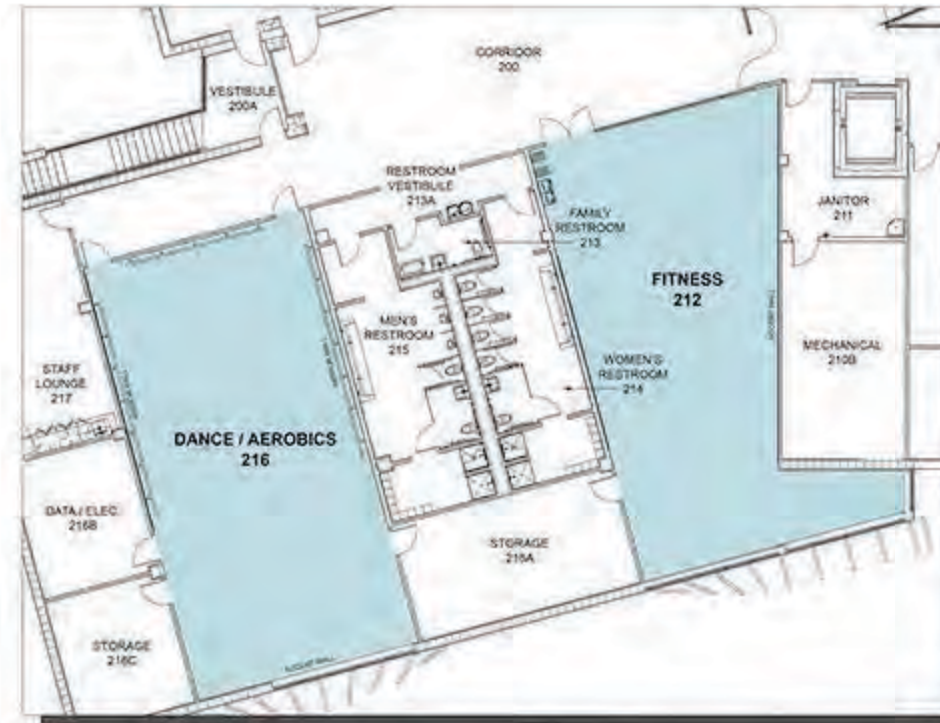 CORRIDOR
200
VESTIBULE
200A
RESTROOM
VESTIBULE
213A
FAMILY
RESTROOM
213
JANITOR
211
FITNESS
212
MEN'S
RESTROOM
215
WOMEN'S
RESTROOM
214
MECHANICAL
210B
STAFF
LOUNGE
217
DANCE / AEROBICS
216
DATA / ELEC
216B
STORAGE
216A
STORAGE
216C